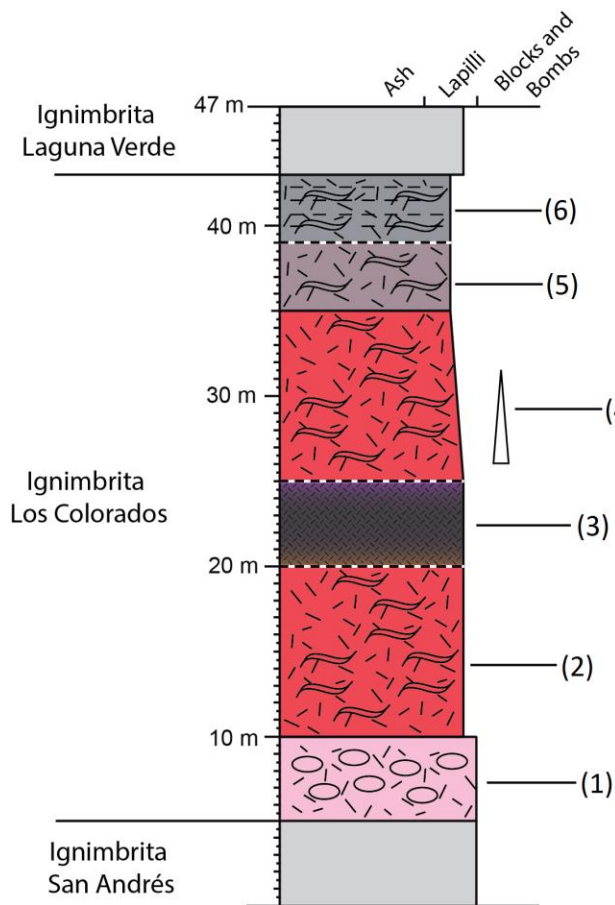 Ash
Lapilli
Blocks and
Bombs
47 m
Ignimbrita
Laguna Verde
40 m
(6)
(5)
30 m
Ignimbrita
Los Colorados
(3)
20 m
(2)
10 m
(1)
Ignimbrita
San Andrés